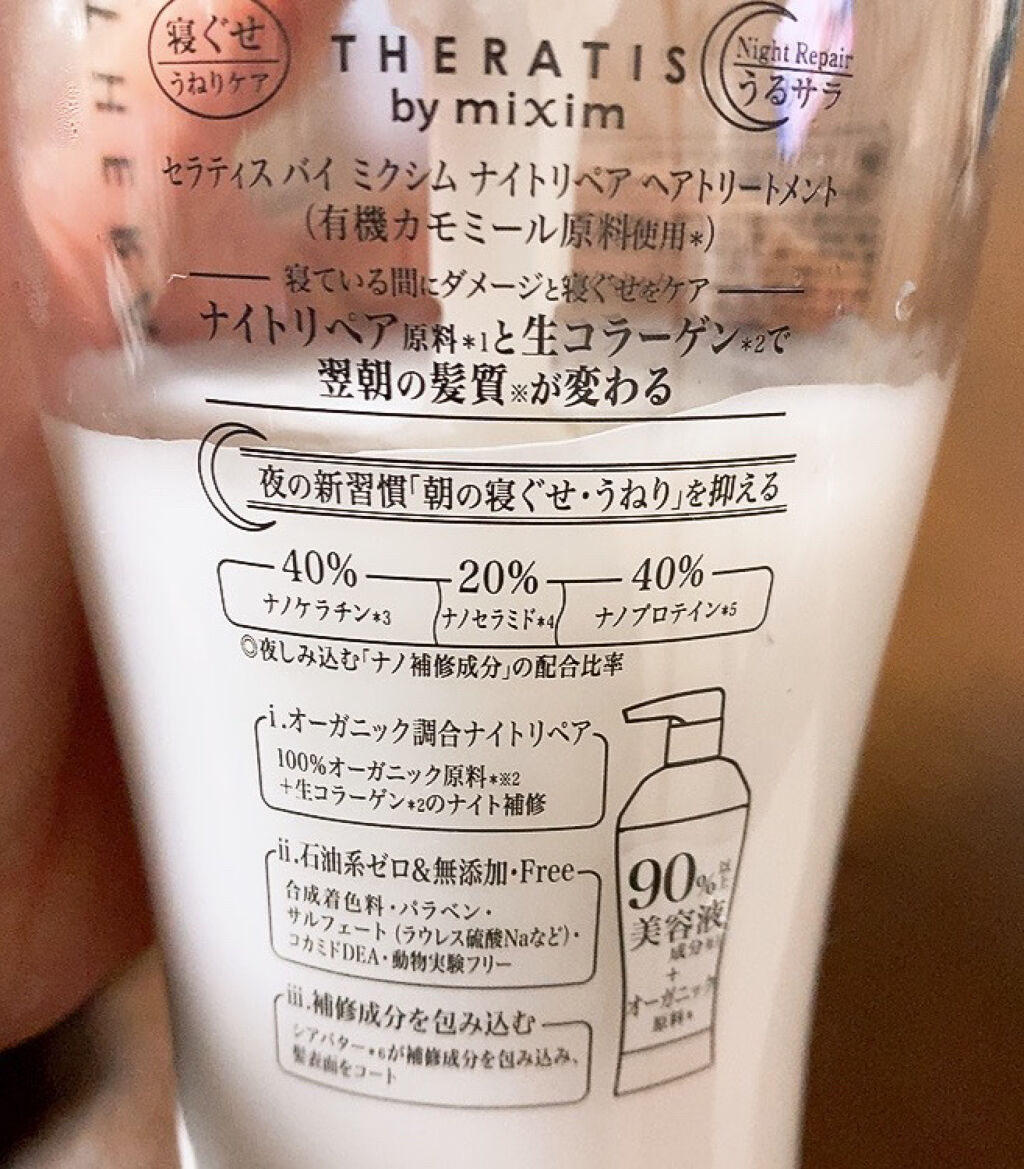 THER
寝ぐせ
うねりケア
THERATIS
by mixim
Night Repair
うるサラ
セラティス バイ ミクシム ナイトリペア ヘアトリートメント
(有機カモミール原料使用*)
寝ている間にダメージと寝ぐせをケア
ナイトリペア原料*1と生コラーゲン*2で
翌朝の髪質※が変わる
夜の新習慣「朝の寝ぐせ・うねり」を抑える
40% 20% 40%
ナノケラチン*3 ナノセラミド*4 ナノプロテイン*5
◎夜しみ込む「ナノ補修成分」の配合比率
i.オーガニック調合ナイトリペア
100%オーガニック原料*※2
+生コラーゲン*2のナイト補修
ii.石油系ゼロ&無添加・Free
合成着色料・パラベン・
サルフェート(ラウレス硫酸Naなど)・
コカミドDEA・動物実験フリー
iii.補修成分を包み込む
シアバター*6が補修成分を包み込み、
髪表面をコート
90%以上
美容液
成分
+
オーガニック
原料*